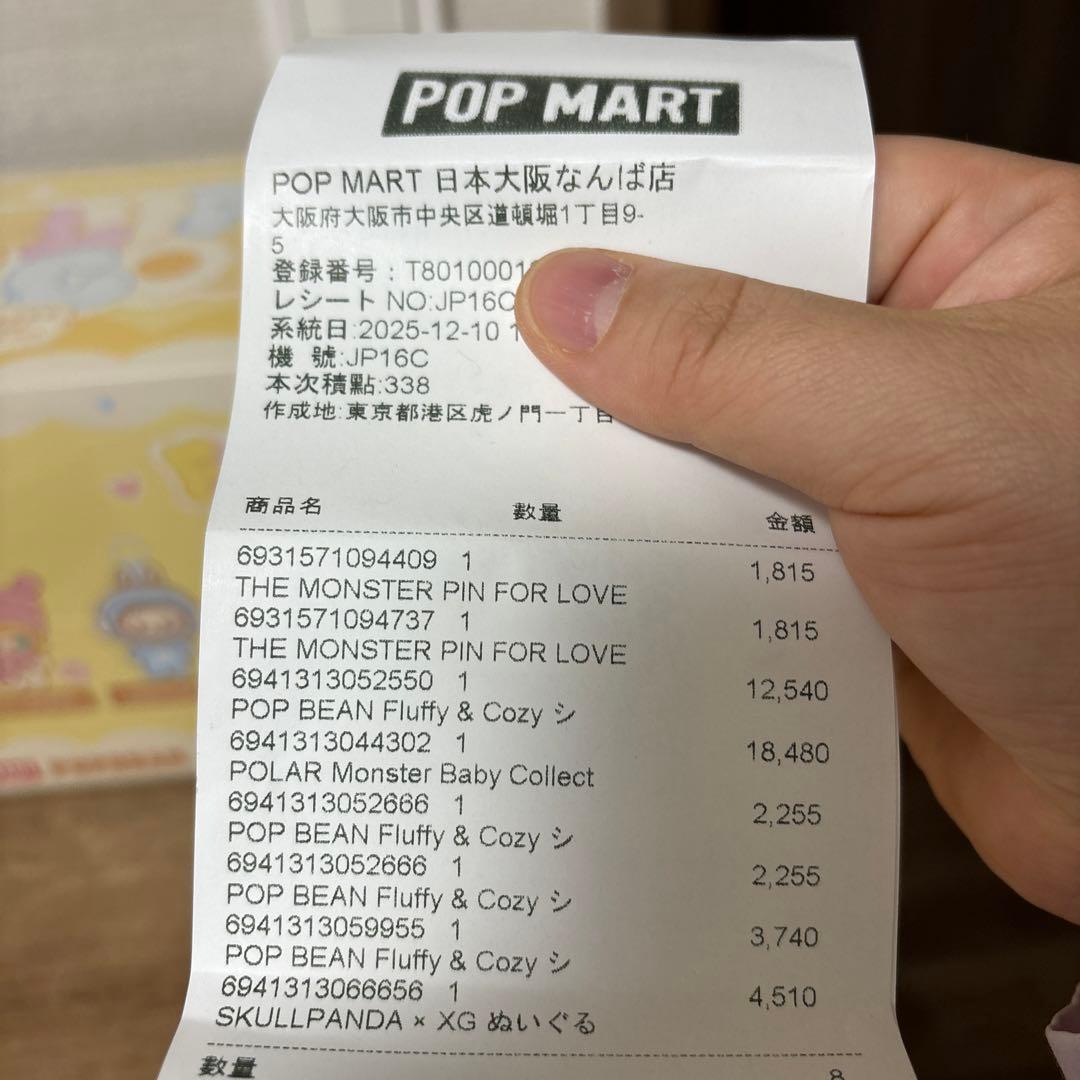 POP MART
POP MART 日本大阪なんば店
大阪府大阪市中央区道頓堀1丁目9-
5
登録番号：T8010001
レシート NO:JP16C
系統日:2025-12-10 1
機 號:JP16C
本次積點:338
作成地:東京都港区虎ノ門一丁目
商品名 數量 金額
6931571094409 1 1,815
THE MONSTER PIN FOR LOVE
6931571094737 1 1,815
THE MONSTER PIN FOR LOVE
6941313052550 1 12,540
POP BEAN Fluffy & Cozy シ
6941313044302 1 18,480
POLAR Monster Baby Collect
6941313052666 1 2,255
POP BEAN Fluffy & Cozy シ
6941313052666 1 2,255
POP BEAN Fluffy & Cozy シ
6941313059955 1 3,740
POP BEAN Fluffy & Cozy シ
6941313066656 1 4,510
SKULLPANDA × XG ぬいぐる
數量 8